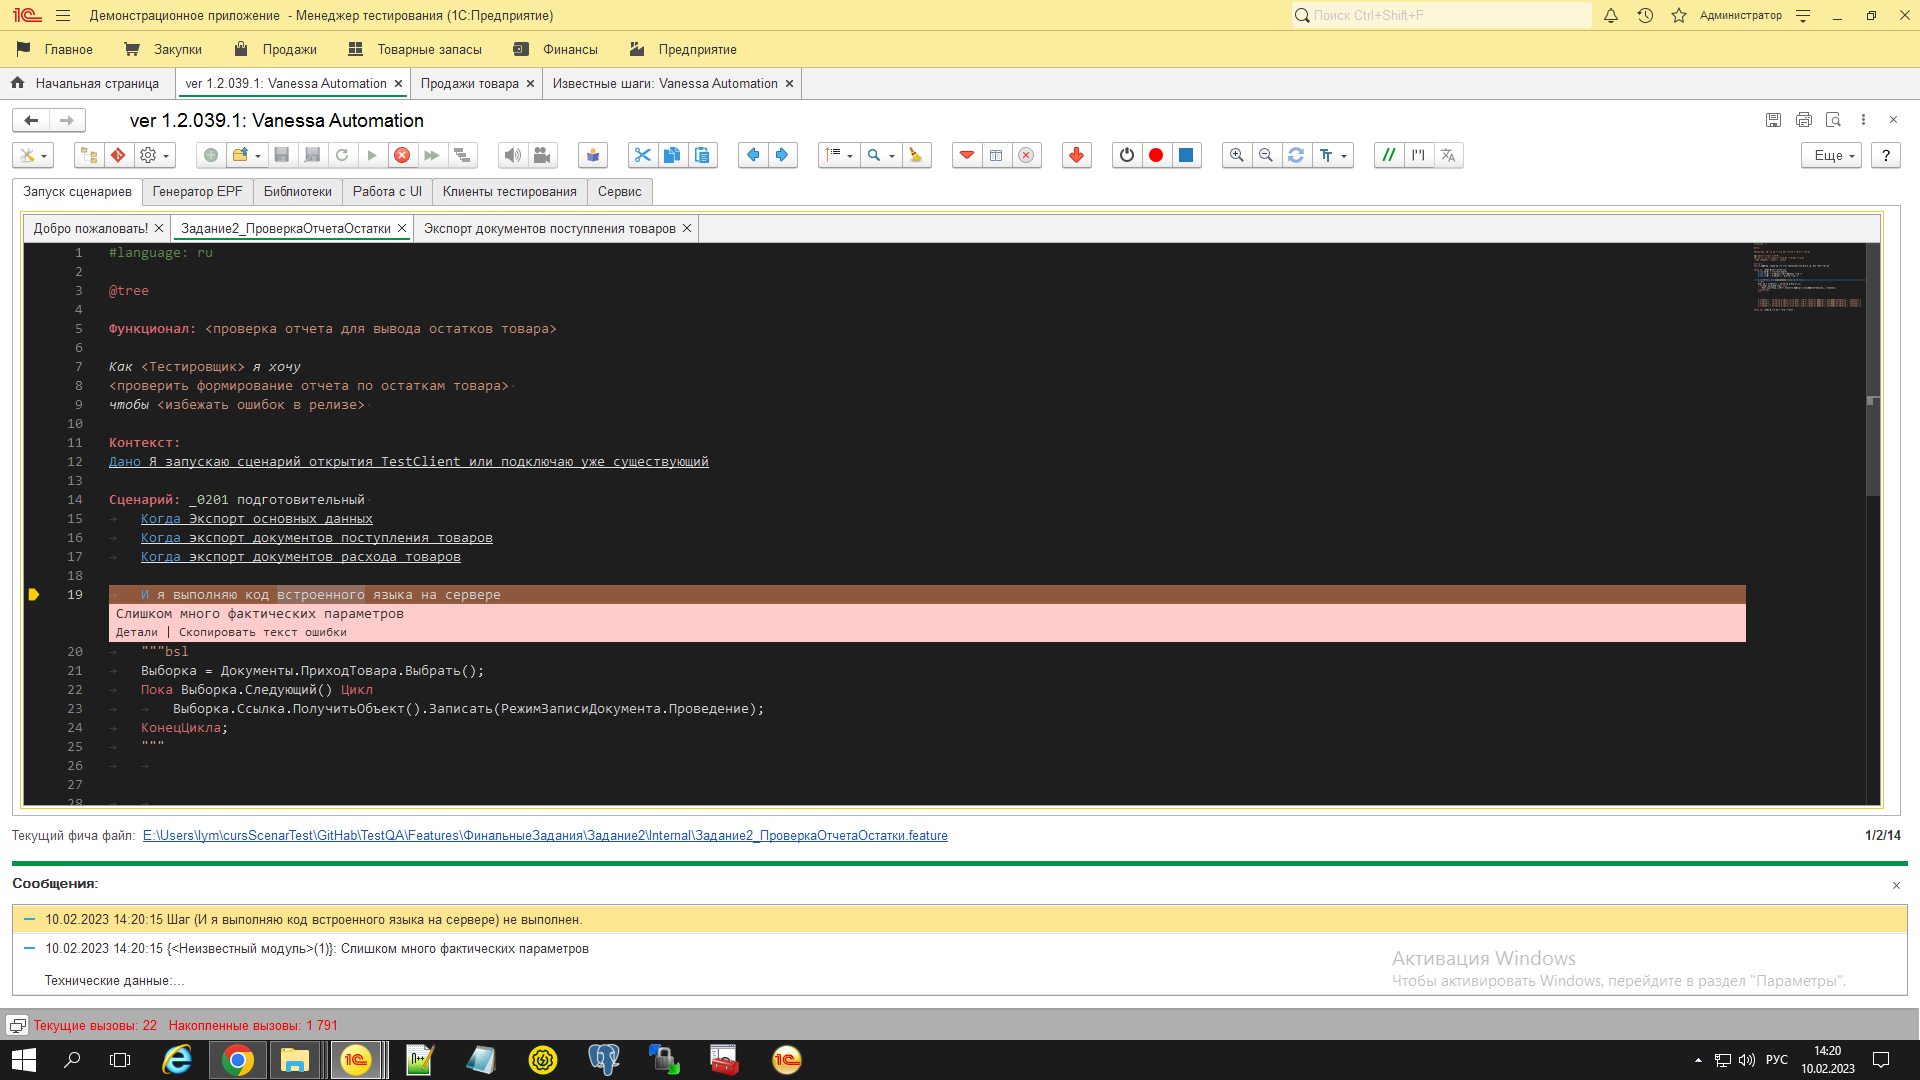 Демонстрационное приложение - Менеджер тестирования (1С:Предприятие)
Поиск Ctrl+Shift+F
Администратор
Главное
Закупки
Продажи
Товарные запасы
Финансы
Предприятие
Начальная страница
ver 1.2.039.1: Vanessa Automation
Продажи товара
Известные шаги: Vanessa Automation
ver 1.2.039.1: Vanessa Automation
Еще
?
Запуск сценариев
Генератор EPF
Библиотеки
Работа с UI
Клиенты тестирования
Сервис
Добро пожаловать!
Задание2_ПроверкаОтчетаОстатки
Экспорт документов поступления товаров
1 #language: ru
2
3 @tree
4
5 Функционал: <проверка отчета для вывода остатков товара>
6
7 Как <Тестировщик> я хочу
8 <проверить формирование отчета по остаткам товара>
9 чтобы <избежать ошибок в релизе>
10
11 Контекст:
12 Дано Я запускаю сценарий открытия TestClient или подключаю уже существующий
13
14 Сценарий: _0201 подготовительный
15 Когда Экспорт основных данных
16 Когда экспорт документов поступления товаров
17 Когда экспорт документов расхода товаров
18
19 И я выполняю код встроенного языка на сервере
Слишком много фактических параметров
Детали | Скопировать текст ошибки
20 """bsl
21 Выборка = Документы.ПриходТовара.Выбрать();
22 Пока Выборка.Следующий() Цикл
23 Выборка.Ссылка.ПолучитьОбъект().Записать(РежимЗаписиДокумента.Проведение);
24 КонецЦикла;
25 """
26
27
28
Текущий фича файл: E:\Users\lym\cursScenarTest\GitHab\TestQA\Features\ФинальныеЗадания\Задание2\Internal\Задание2_ПроверкаОтчетаОстатки.feature
1/2/14
Сообщения:
10.02.2023 14:20:15 Шаг (И я выполняю код встроенного языка на сервере) не выполнен.
10.02.2023 14:20:15 {<Неизвестный модуль>(1)}: Слишком много фактических параметров
Технические данные:...
Активация Windows
Чтобы активировать Windows, перейдите в раздел "Параметры".
Текущие вызовы: 22 Накопленные вызовы: 1 791
РУС
14:20
10.02.2023